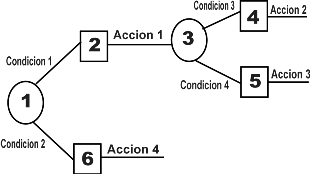 Condicion 3
4
Accion 2
Accion 1
3
2
Condicion 1
Condicion 4
5
Accion 3
1
Condicion 2
6
Accion 4